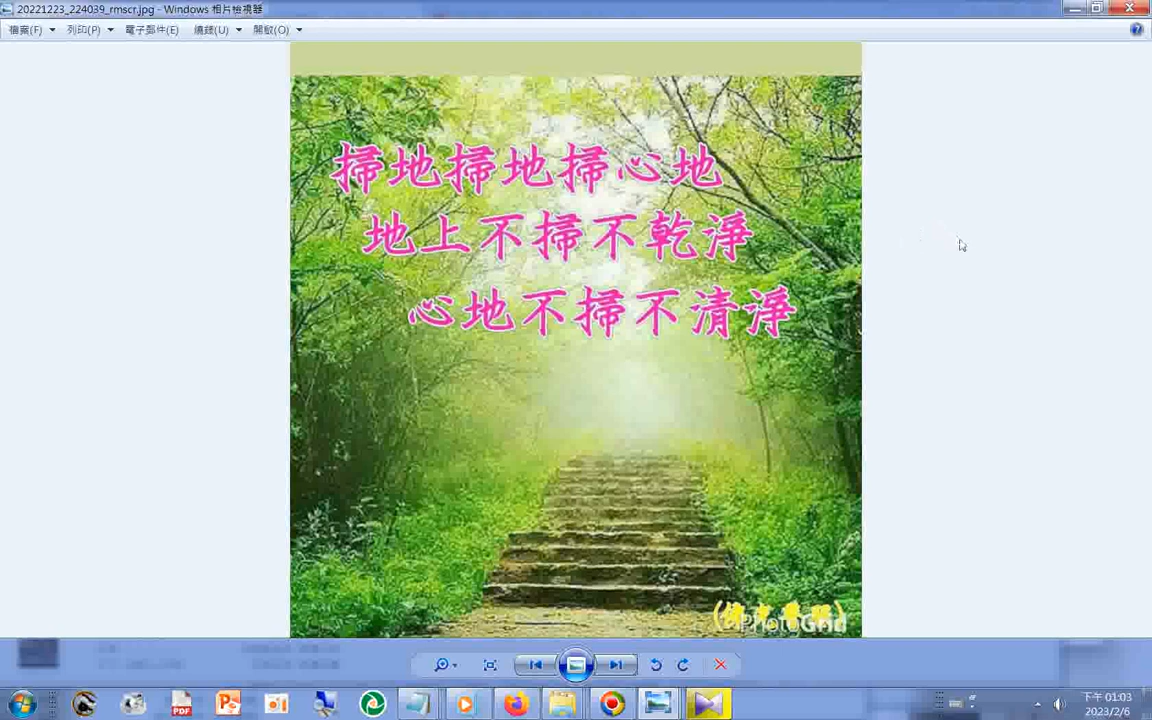 20221223_224039_rmscr.jpg - Windows 相片檢視器
檔案(F) 列印(P) 電子郵件(E) 燒錄(U) 開啟(O)
掃地掃地掃心地
地上不掃不乾淨
心地不掃不清淨
PhotoGrid
下午 01:03
2023/2/6